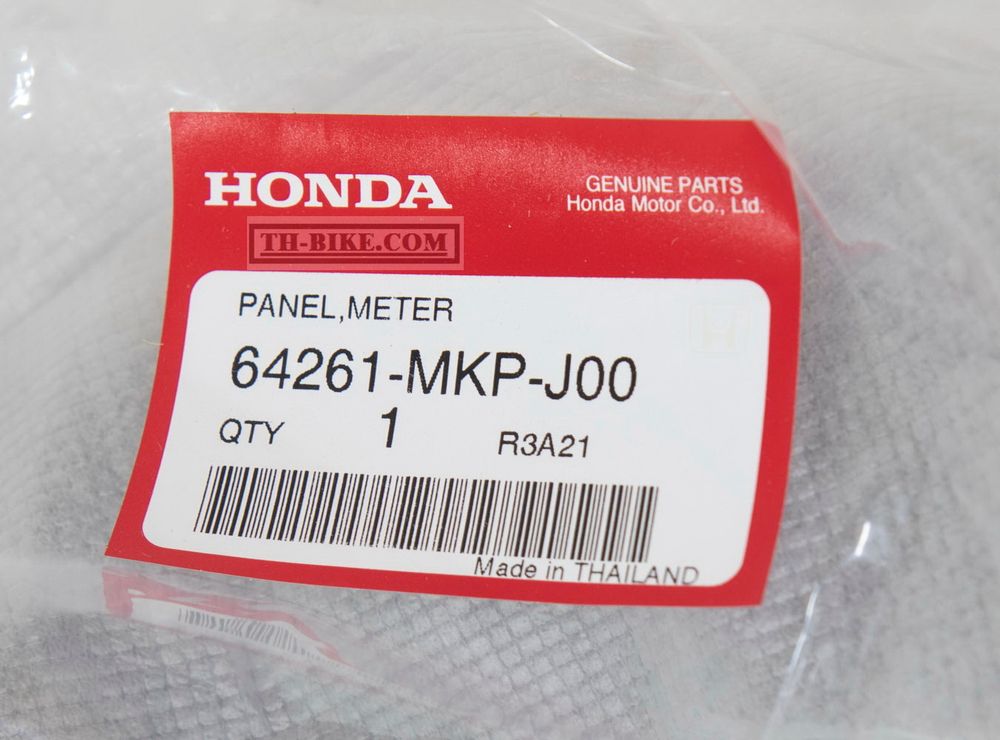 HONDA
GENUINE PARTS
Honda Motor Co., Ltd.
TH-BIKE.COM
PANEL,METER
64261-MKP-J00
QTY 1 R3A21
Made in THAILAND